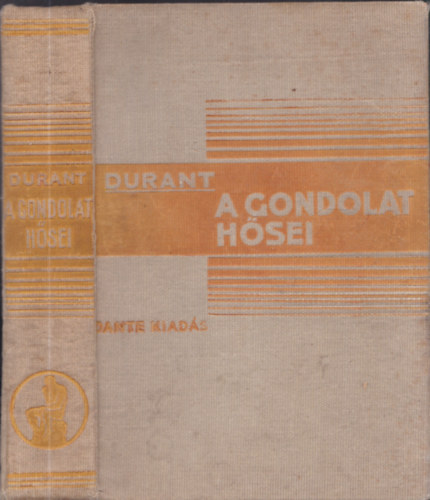 DURANT
A GONDOLAT
HŐSEI
DURANT
A GONDOLAT
HŐSEI
DANTE KIADÁS